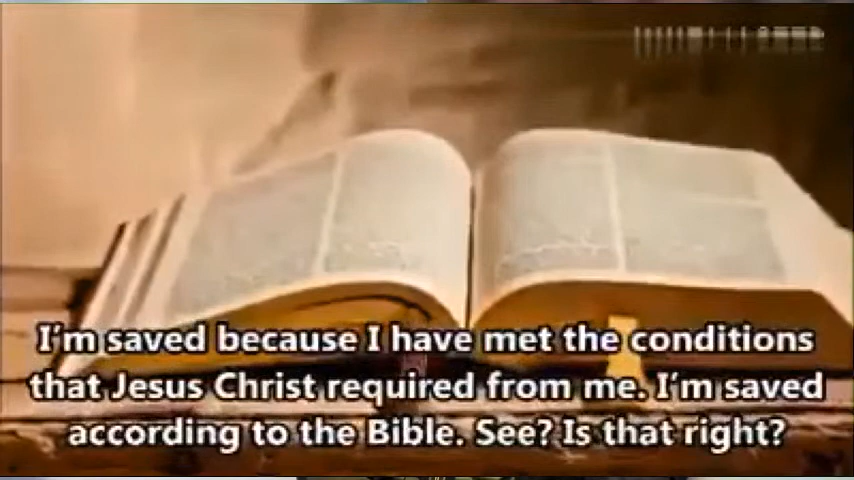 I'm saved because I have met the conditions
that Jesus Christ required from me. I'm saved
according to the Bible. See? Is that right?